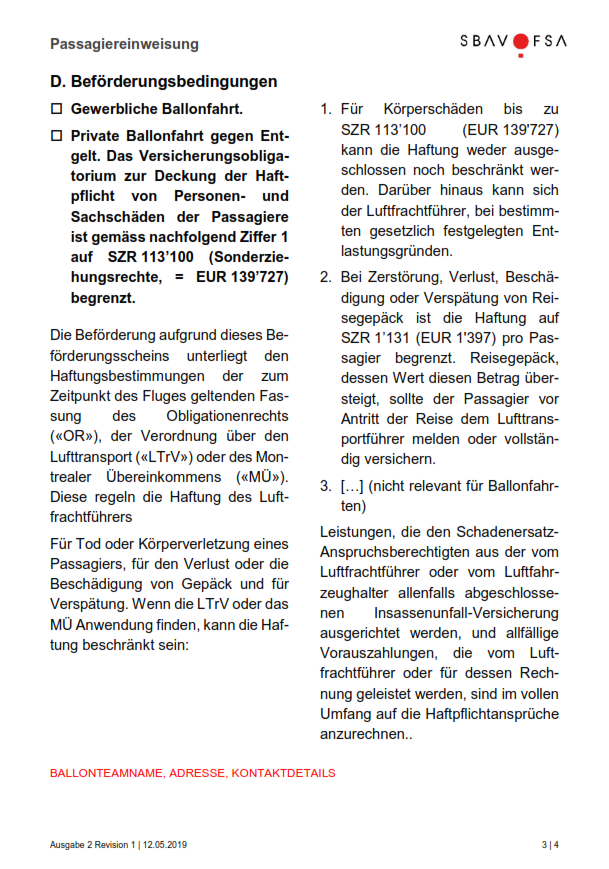 Passagiereinweisung
SBAV FSA
D. Beförderungsbedingungen
☐ Gewerbliche Ballonfahrt.
☐ Private Ballonfahrt gegen Ent-
gelt. Das Versicherungsobliga-
torium zur Deckung der Haft-
pflicht von Personen- und
Sachschäden der Passagiere
ist gemäss nachfolgend Ziffer 1
auf SZR 113’100 (Sonderzie-
hungsrechte, = EUR 139’727)
begrenzt.
Die Beförderung aufgrund dieses Be-
förderungsscheins unterliegt den
Haftungsbestimmungen der zum
Zeitpunkt des Fluges geltenden Fas-
sung des Obligationenrechts
(«OR»), der Verordnung über den
Lufttransport («LTrV») oder des Mon-
trealer Übereinkommens («MÜ»).
Diese regeln die Haftung des Luft-
frachtführers
Für Tod oder Körperverletzung eines
Passagiers, für den Verlust oder die
Beschädigung von Gepäck und für
Verspätung. Wenn die LTrV oder das
MÜ Anwendung finden, kann die Haf-
tung beschränkt sein:
1. Für Körperschäden bis zu
SZR 113’100 (EUR 139'727)
kann die Haftung weder ausge-
schlossen noch beschränkt wer-
den. Darüber hinaus kann sich
der Luftfrachtführer, bei bestimm-
ten gesetzlich festgelegten Ent-
lastungsgründen.
2. Bei Zerstörung, Verlust, Beschä-
digung oder Verspätung von Rei-
segepäck ist die Haftung auf
SZR 1'131 (EUR 1'397) pro Pas-
sagier begrenzt. Reisegepäck,
dessen Wert diesen Betrag über-
steigt, sollte der Passagier vor
Antritt der Reise dem Lufttrans-
portführer melden oder vollstän-
dig versichern.
3. […] (nicht relevant für Ballonfahr-
ten)
Leistungen, die den Schadenersatz-
Anspruchsberechtigten aus der vom
Luftfrachtführer oder vom Luftfahr-
zeughalter allenfalls abgeschlosse-
nen Insassenunfall-Versicherung
ausgerichtet werden, und allfällige
Vorauszahlungen, die vom Luft-
frachtführer oder für dessen Rech-
nung geleistet werden, sind im vollen
Umfang auf die Haftpflichtansprüche
anzurechnen..
BALLONTEAMNAME, ADRESSE, KONTAKTDETAILS
Ausgabe 2 Revision 1 | 12.05.2019
3 | 4